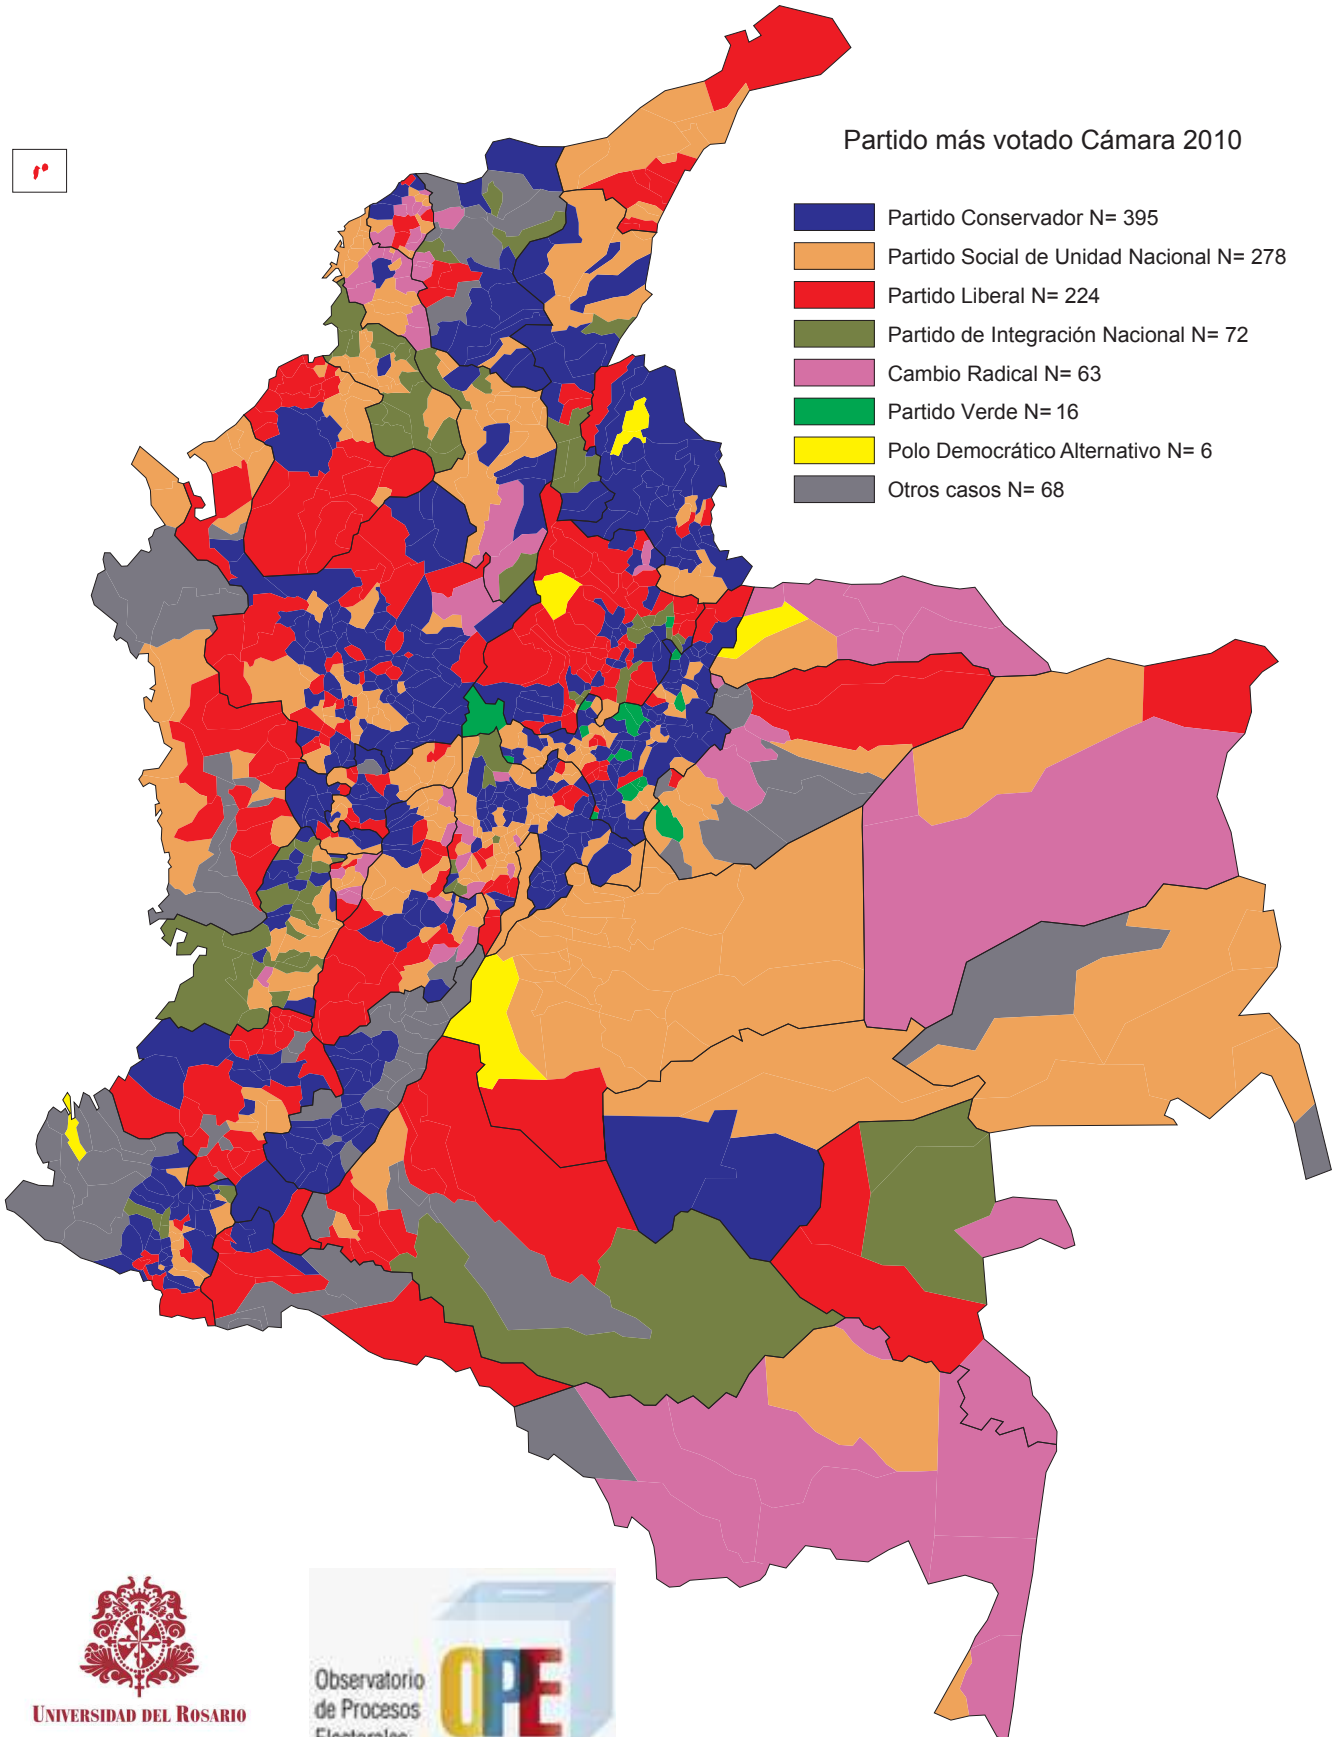 Partido más votado Cámara 2010
Partido Conservador N= 395
Partido Social de Unidad Nacional N= 278
Partido Liberal N= 224
Partido de Integración Nacional N= 72
Cambio Radical N= 63
Partido Verde N= 16
Polo Democrático Alternativo N= 6
Otros casos N= 68
UNIVERSIDAD DEL ROSARIO
Observatorio
de Procesos
Electorales
OPE